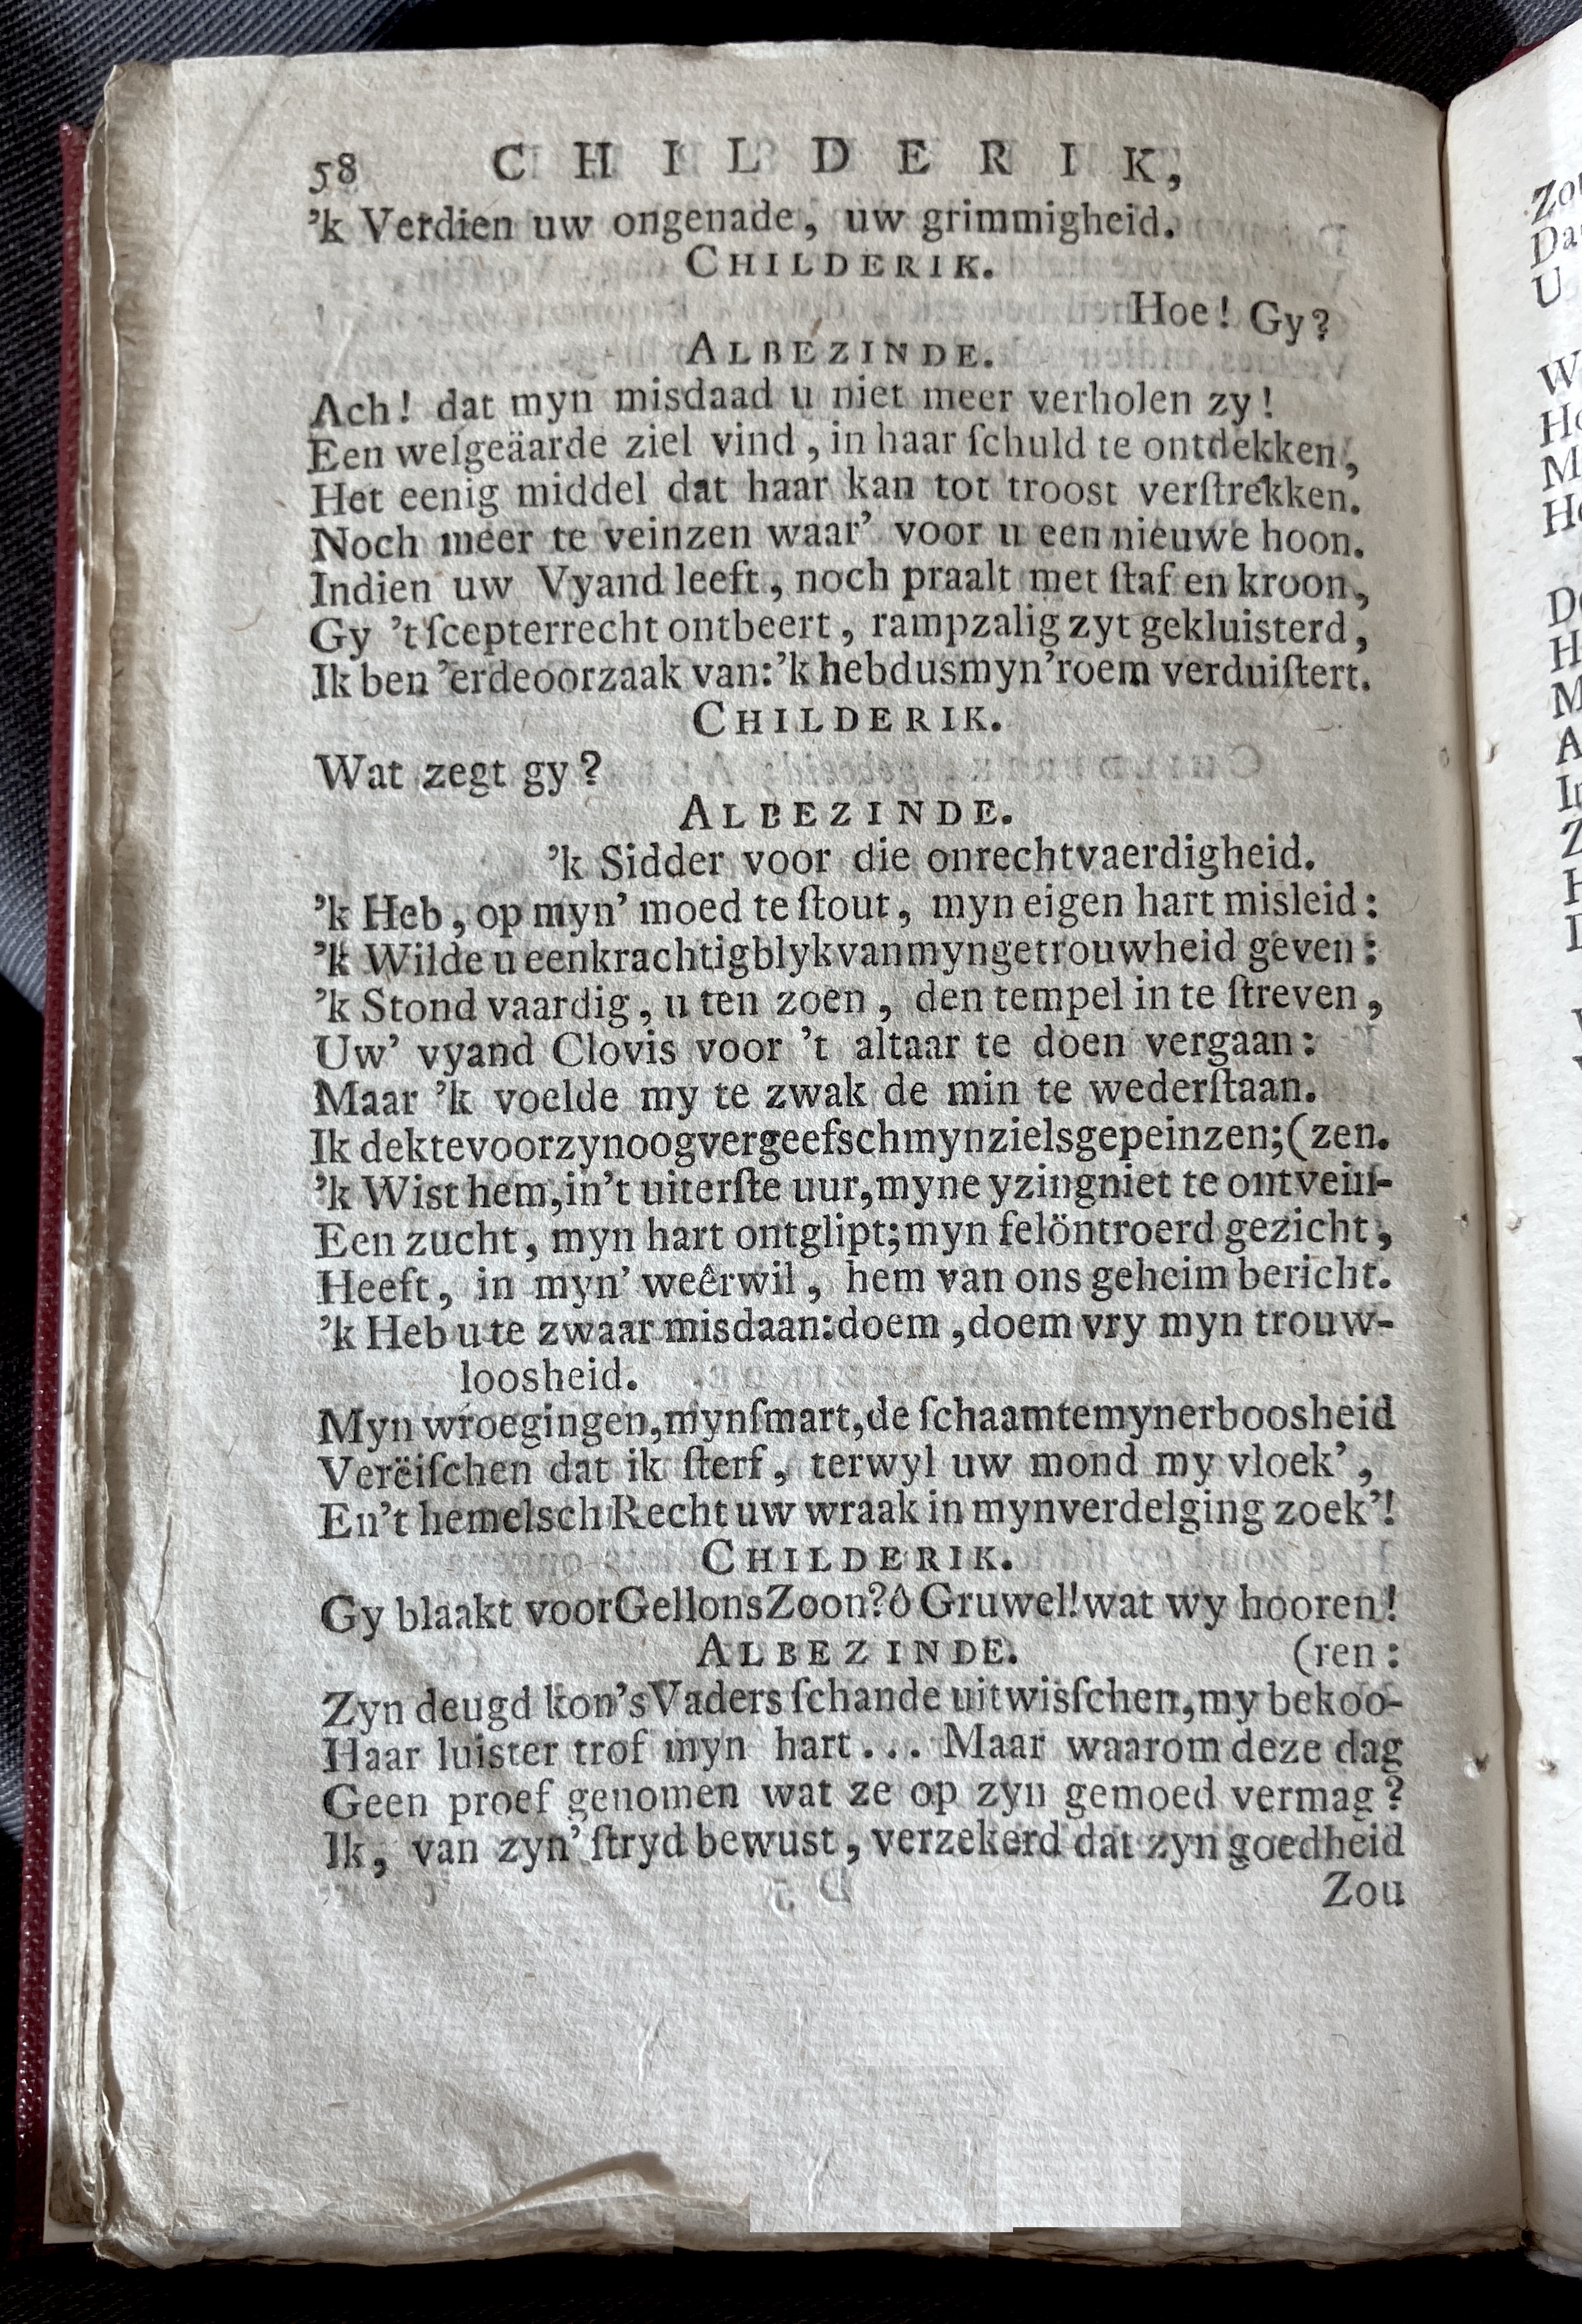 58 CHILDERIK,
’k Verdien uw ongenade, uw grimmigheid.
CHILDERIK.
Hoe! Gy?
ALBEZINDE.
Ach! dat myn misdaad u niet meer verholen zy!
Een welgeäarde ziel vind, in haar ſchuld te ontdekken,
Het eenig middel dat haar kan tot troost verſtrekken.
Noch meer te veinzen waar’ voor u een nieuwe hoon.
Indien uw Vyand leeft, noch praalt met ſtaf en kroon,
Gy ’t ſcepterrecht ontbeert, rampzalig zyt gekluisterd,
Ik ben ’er de oorzaak van: ’k heb dus myn’ roem verduiſtert.
CHILDERIK.
Wat zegt gy?
ALBEZINDE.
’k Sidder voor die onrechtvaerdigheid.
’k Heb, op myn’ moed te ſtout, myn eigen hart misleid:
’k Wilde u een krachtig blyk van myn getrouwheid geven:
’k Stond vaardig, u ten zoen, den tempel in te ſtreven,
Uw’ vyand Clovis voor ’t altaar te doen vergaan:
Maar ’k voelde my te zwak de min te wederſtaan.
Ik dekte voor zyn oog vergeefsch myn zielsgepeinzen; (zen.
’k Wist hem, in ’t uiterſte uur, myne yzing niet te ontvein-
Een zucht, myn hart ontglipt; myn felöntroerd gezicht,
Heeft, in myn’ weêrwil, hem van ons geheim bericht.
’k Heb u te zwaar misdaan: doem, doem vry myn trouw-
loosheid.
Myn wroegingen, myn ſmart, de ſchaamte myner boosheid
Verëiſchen dat ik ſterf, terwyl uw mond my vloek’,
En ’t hemelsch Recht uw wraak in myn verdelging zoek’!
CHILDERIK.
Gy blaakt voor Gellons Zoon? ô Gruwel! wat wy hooren!
ALBEZINDE. (ren:
Zyn deugd kon ’s Vaders ſchande uitwisſchen, my bekoo-
Haar luister trof myn hart... Maar waarom deze dag
Geen proef genomen wat ze op zyn gemoed vermag?
Ik, van zyn’ ſtryd bewust, verzekerd dat zyn goedheid
Zou